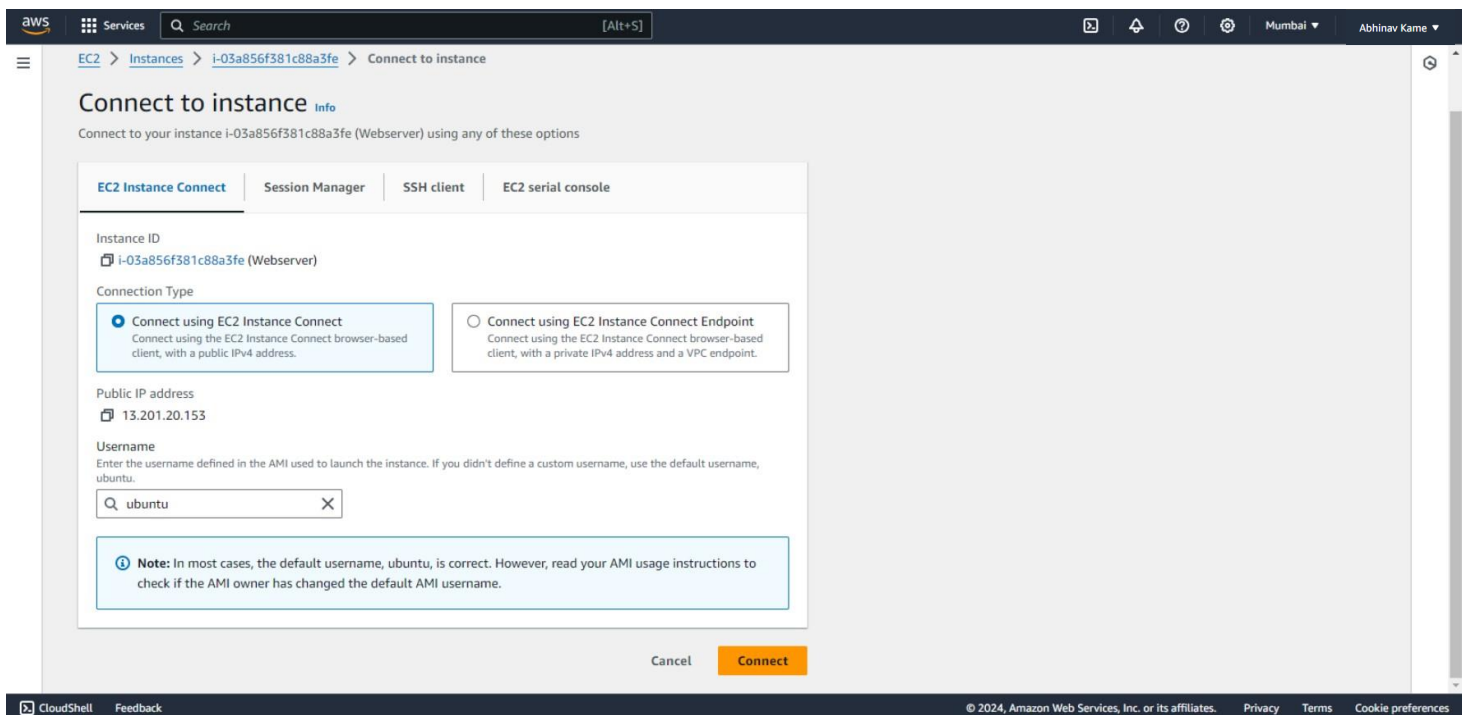 aws Services Search [Alt+S] Mumbai Abhinav Kame
EC2 > Instances > i-03a856f381c88a3fe > Connect to instance
Connect to instance Info
Connect to your instance i-03a856f381c88a3fe (Webserver) using any of these options
EC2 Instance Connect Session Manager SSH client EC2 serial console
Instance ID
i-03a856f381c88a3fe (Webserver)
Connection Type
Connect using EC2 Instance Connect
Connect using the EC2 Instance Connect browser-based
client, with a public IPv4 address.
Connect using EC2 Instance Connect Endpoint
Connect using the EC2 Instance Connect browser-based
client, with a private IPv4 address and a VPC endpoint.
Public IP address
13.201.20.153
Username
Enter the username defined in the AMI used to launch the instance. If you didn't define a custom username, use the default username,
ubuntu.
ubuntu
Note: In most cases, the default username, ubuntu, is correct. However, read your AMI usage instructions to
check if the AMI owner has changed the default AMI username.
Cancel Connect
CloudShell Feedback © 2024, Amazon Web Services, Inc. or its affiliates. Privacy Terms Cookie preferences